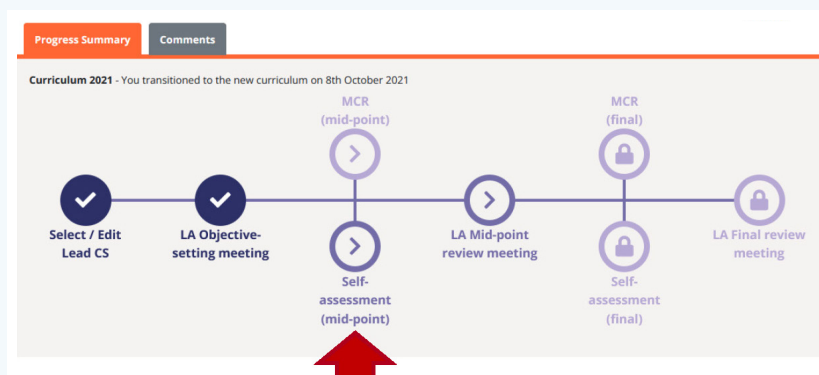 Progress Summary
Comments
Curriculum 2021 - You transitioned to the new curriculum on 8th October 2021
MCR
(mid-point)
MCR
(final)
Select / Edit
Lead CS
LA Objective-
setting meeting
LA Mid-point
review meeting
LA Final review
meeting
Self-
assessment
(mid-point)
Self-
assessment
(final)